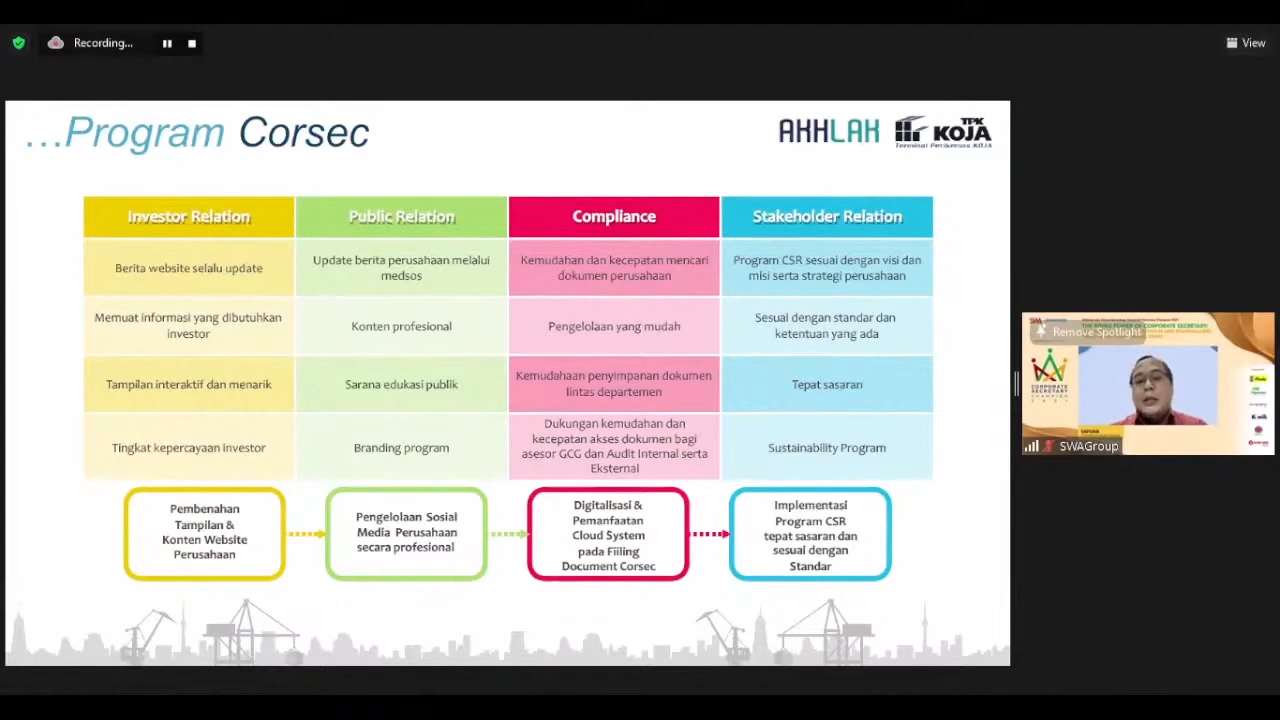 Recording...
View
...Program Corsec
AKHLAK
TPK
KOJA
Terminal Petikemas KOJA
Investor Relation
Public Relation
Compliance
Stakeholder Relation
Berita website selalu update
Update berita perusahaan melalui
medsos
Kemudahan dan kecepatan mencari
dokumen perusahaan
Program CSR sesuai dengan visi dan
misi serta strategi perusahaan
Memuat informasi yang dibutuhkan
investor
Konten profesional
Pengelolaan yang mudah
Sesuai dengan standar dan
ketentuan yang ada
Tampilan interaktif dan menarik
Sarana edukasi publik
Kemudahaan penyimpanan dokumen
lintas departemen
Tepat sasaran
Tingkat kepercayaan investor
Branding program
Dukungan kemudahan dan
kecepatan akses dokumen bagi
asesor GCG dan Audit Internal serta
Eksternal
Sustainability Program
Pembenahan
Tampilan &
Konten Website
Perusahaan
Pengelolaan Sosial
Media Perusahaan
secara profesional
Digitalisasi &
Pemanfaatan
Cloud System
pada Fiiling
Document Corsec
Implementasi
Program CSR
tepat sasaran dan
sesuai dengan
Standar
Remove Spotlight
CORPORATE
SECRETARY
CHAMPION
SWAGroup